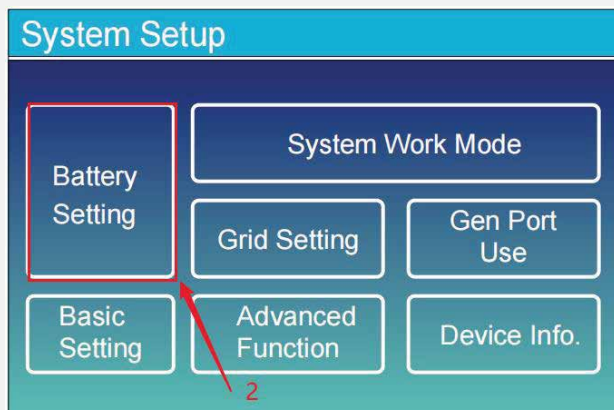 System Setup
System Work Mode
Battery
Setting
Grid Setting
Gen Port
Use
Basic
Setting
Advanced
Function
Device Info.
2